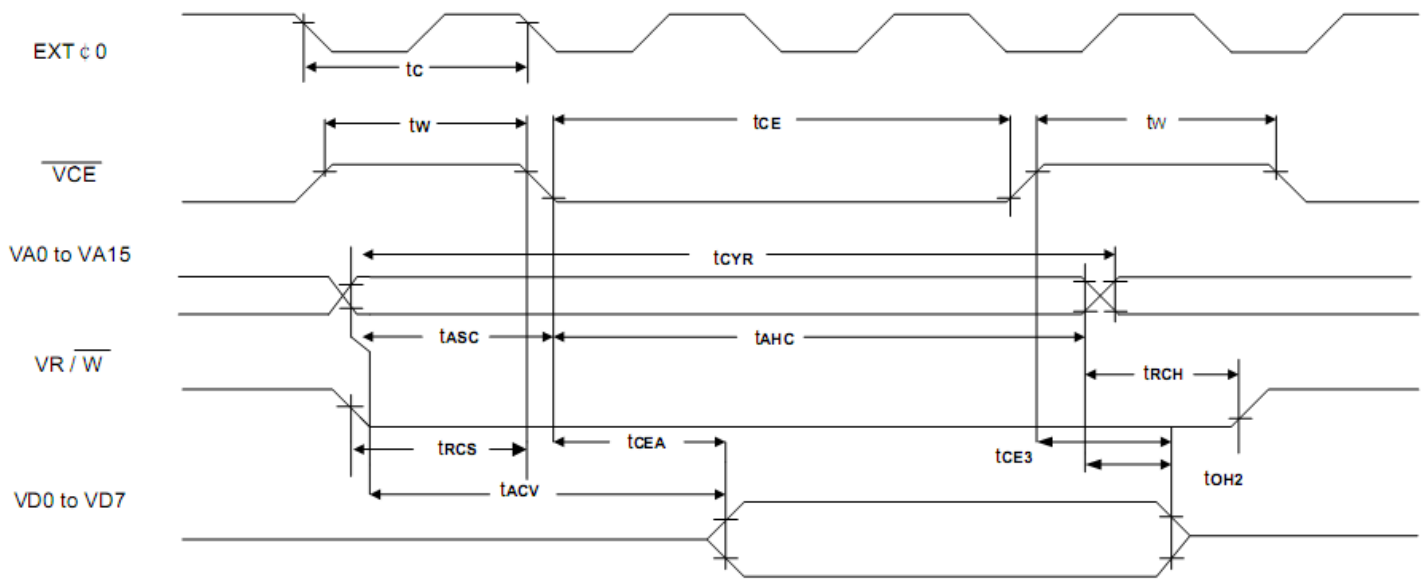 EXT ¢ 0
tC
tW
tCE
tW
VCE
VA0 to VA15
tCYR
tASC
tAHC
VR / W
tRCH
tRCS
tCEA
tCE3
tACV
tOH2
VD0 to VD7